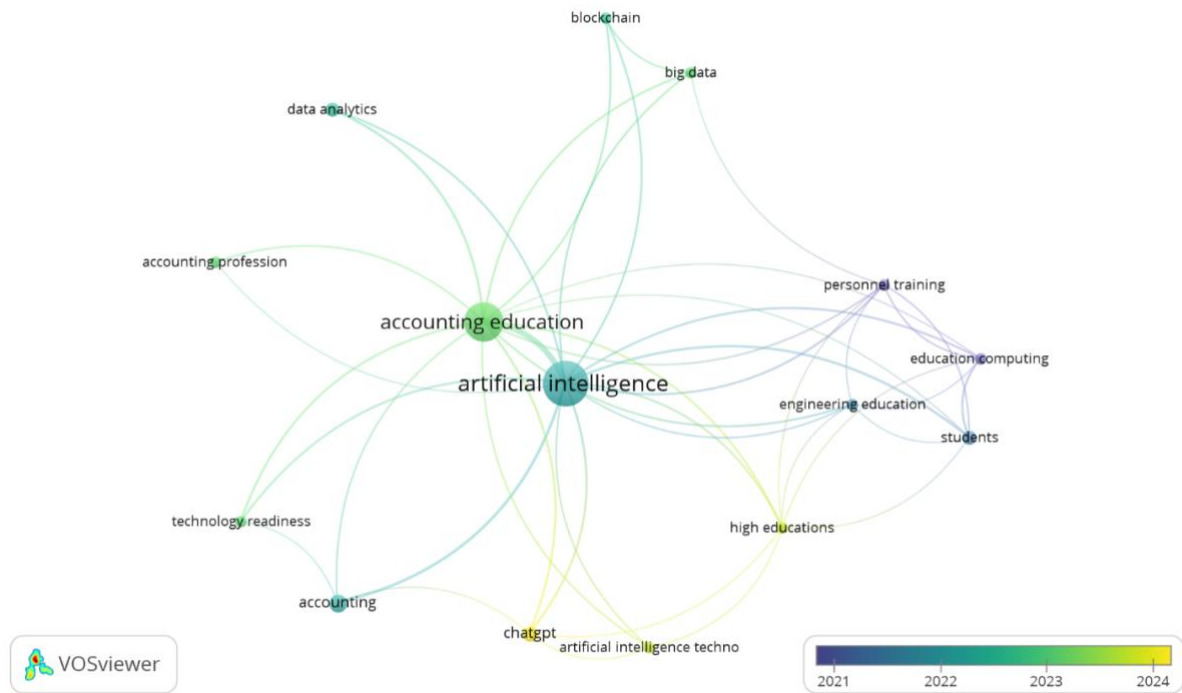 blockchain
big data
data analytics
accounting profession
personnel training
accounting education
education computing
artificial intelligence
engineering education
students
technology readiness
high educations
accounting
chatgpt
artificial intelligence techno
VOSviewer
2021 2022 2023 2024